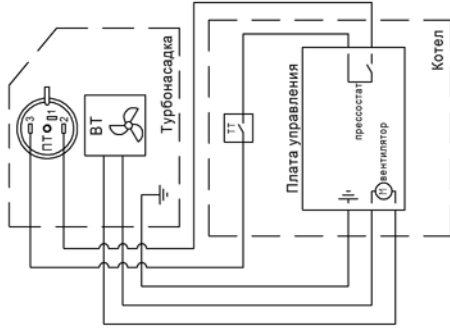 Турбонасадка
ПТ
3
1
2
ВТ
Котел
Плата управления
ТТ
прессостат
М
вентилятор